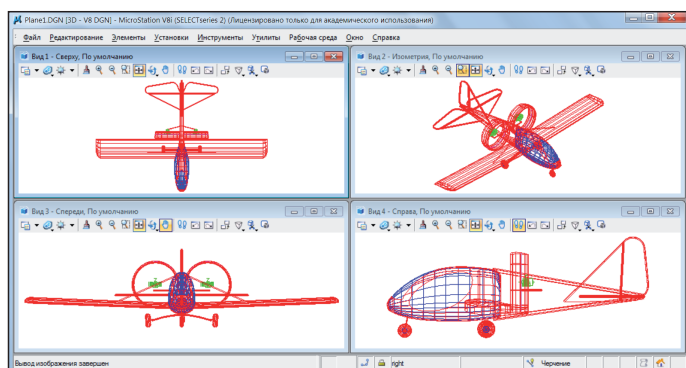 Plane1.DGN [3D - V8 DGN] - MicroStation V8i (SELECTseries 2) (Лицензировано только для академического использования)
Файл Редактирование Элементы Установки Инструменты Утилиты Рабочая среда Окно Справка
Вид 1 - Сверху, По умолчанию
Вид 2 - Изометрия, По умолчанию
Вид 3 - Спереди, По умолчанию
Вид 4 - Справа, По умолчанию
Вывод изображения завершен
right
Черчение